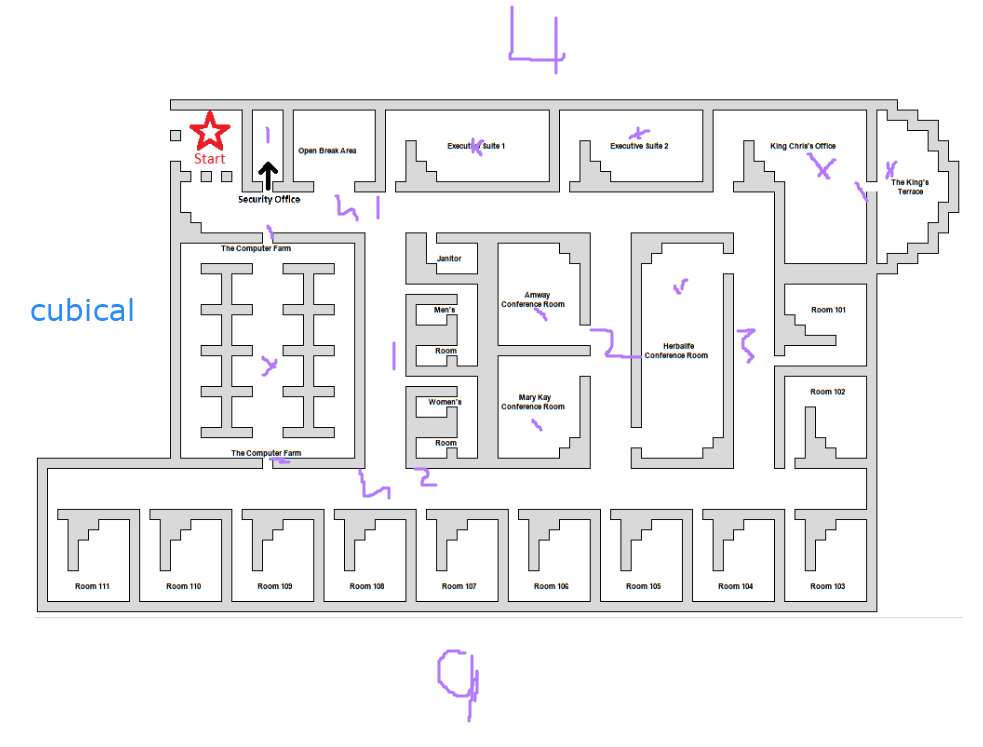 4
Start
1
Open Break Area
Executive Suite 1
Executive Suite 2
King Chris's Office
The King's
Terrace
Security Office
1
The Computer Farm
Janitor
cubical
Amway
Conference Room
Men's
Room
1
2
Herbalife
Conference Room
3
Room 101
Women's
Room
Mary Kay
Conference Room
Room 102
The Computer Farm
2
Room 111
Room 110
Room 109
Room 108
Room 107
Room 106
Room 105
Room 104
Room 103
9